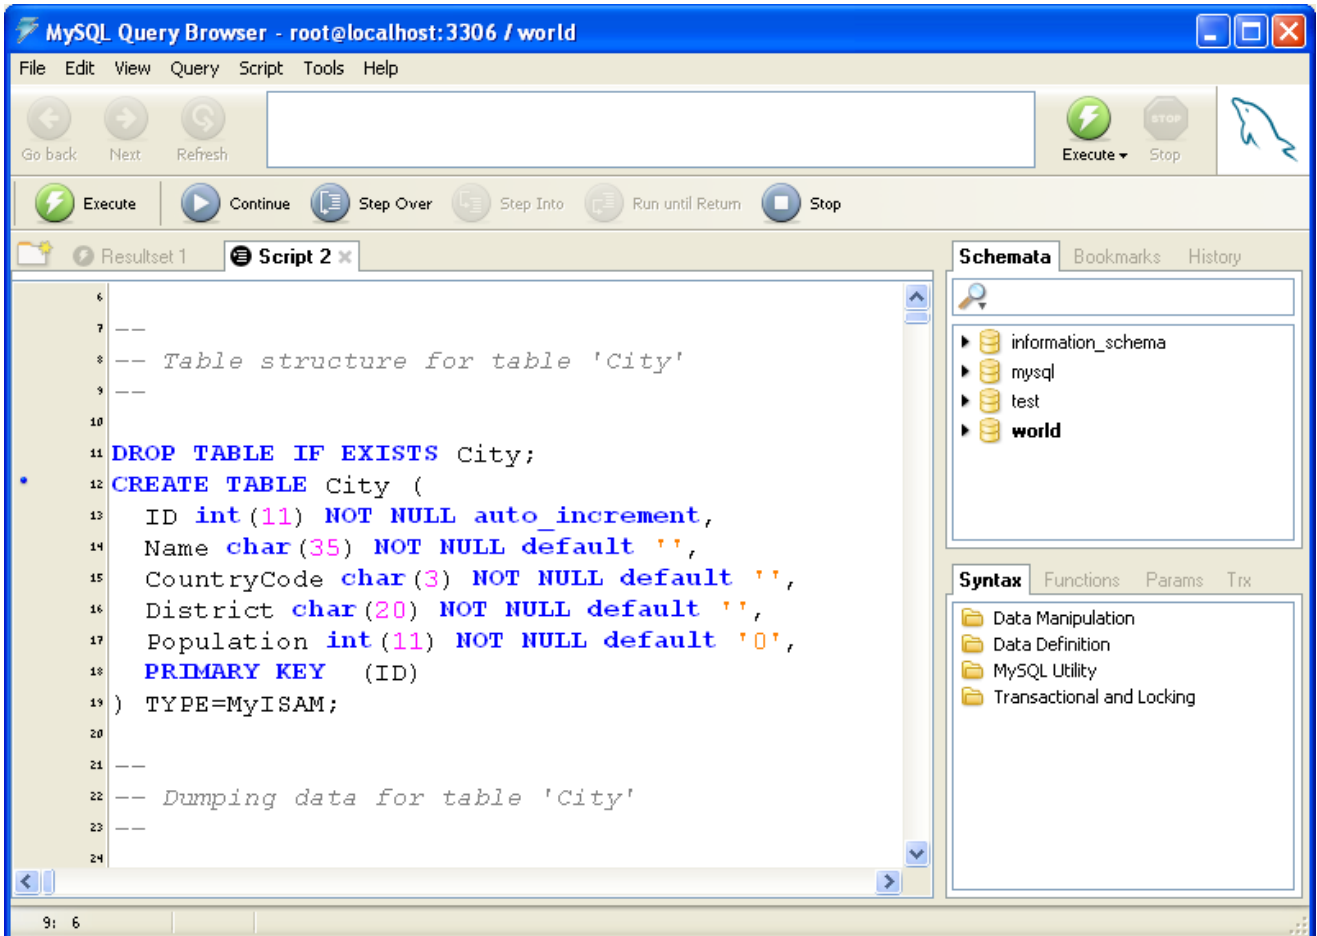 MySQL Query Browser - root@localhost:3306 / world
File Edit View Query Script Tools Help
Go back Next Refresh Execute Stop
STOP
Execute Continue Step Over Step Into Run until Return Stop
Resultset 1 Script 2
Schemata Bookmarks History
information_schema
mysql
test
world
Syntax Functions Params Trx
Data Manipulation
Data Definition
MySQL Utility
Transactional and Locking
6
7 --
8 -- Table structure for table 'City'
9 --
10
11 DROP TABLE IF EXISTS City;
12 CREATE TABLE City (
13 ID int(11) NOT NULL auto_increment,
14 Name char(35) NOT NULL default '',
15 CountryCode char(3) NOT NULL default '',
16 District char(20) NOT NULL default '',
17 Population int(11) NOT NULL default '0',
18 PRIMARY KEY (ID)
19 ) TYPE=MyISAM;
20
21 --
22 -- Dumping data for table 'City'
23 --
24
9: 6